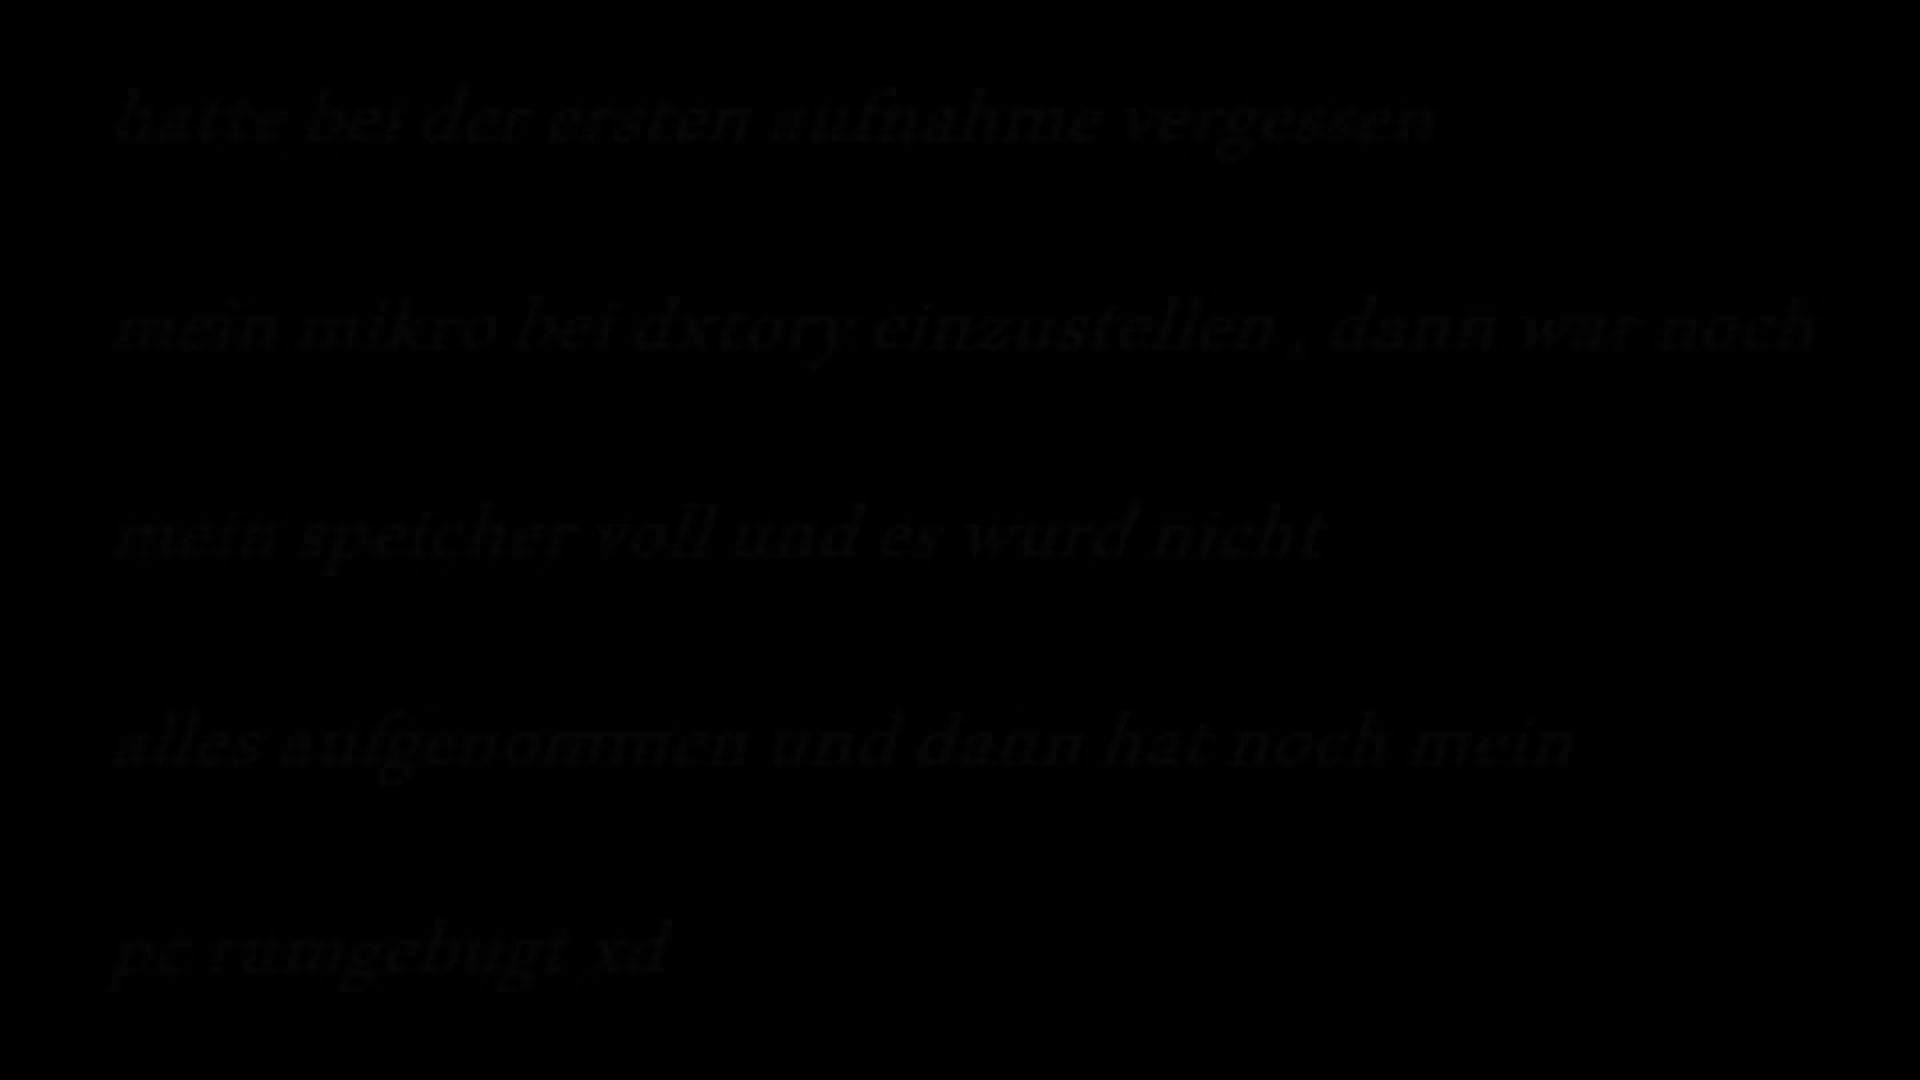 hatte bei der ersten aufnahme vergessen
mein mikro bei dxtory einzustellen , dann war noch
mein speicher voll und es wurd nicht
alles aufgenommen und dann hat noch mein
pc rumgebugt xd